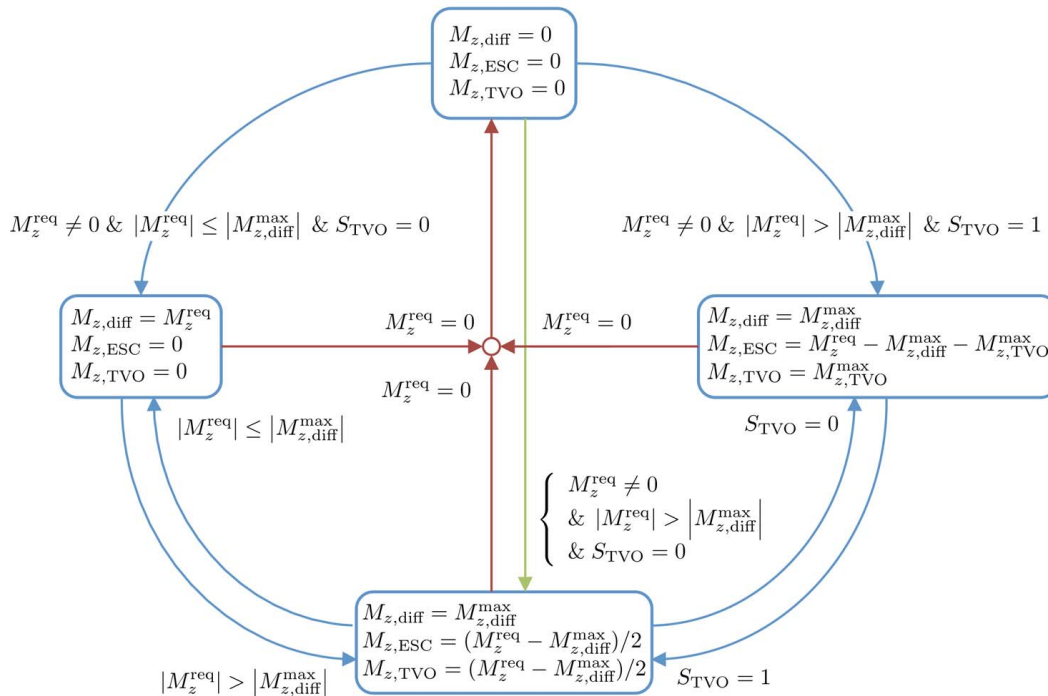 M_{z,diff} = 0
M_{z,ESC} = 0
M_{z,TVO} = 0
M_z^{req} ≠ 0 & |M_z^{req}| ≤ |M_{z,diff}^{max}| & S_{TVO} = 0
M_z^{req} ≠ 0 & |M_z^{req}| > |M_{z,diff}^{max}| & S_{TVO} = 1
M_{z,diff} = M_z^{req}
M_{z,ESC} = 0
M_{z,TVO} = 0
M_z^{req} = 0
M_z^{req} = 0
M_z^{req} = 0
M_{z,diff} = M_{z,diff}^{max}
M_{z,ESC} = M_z^{req} − M_{z,diff}^{max} − M_{z,TVO}^{max}
M_{z,TVO} = M_{z,TVO}^{max}
|M_z^{req}| ≤ |M_{z,diff}^{max}|
S_{TVO} = 0
{ M_z^{req} ≠ 0
& |M_z^{req}| > |M_{z,diff}^{max}|
& S_{TVO} = 0
M_{z,diff} = M_{z,diff}^{max}
M_{z,ESC} = (M_z^{req} − M_{z,diff}^{max})/2
M_{z,TVO} = (M_z^{req} − M_{z,diff}^{max})/2
|M_z^{req}| > |M_{z,diff}^{max}|
S_{TVO} = 1